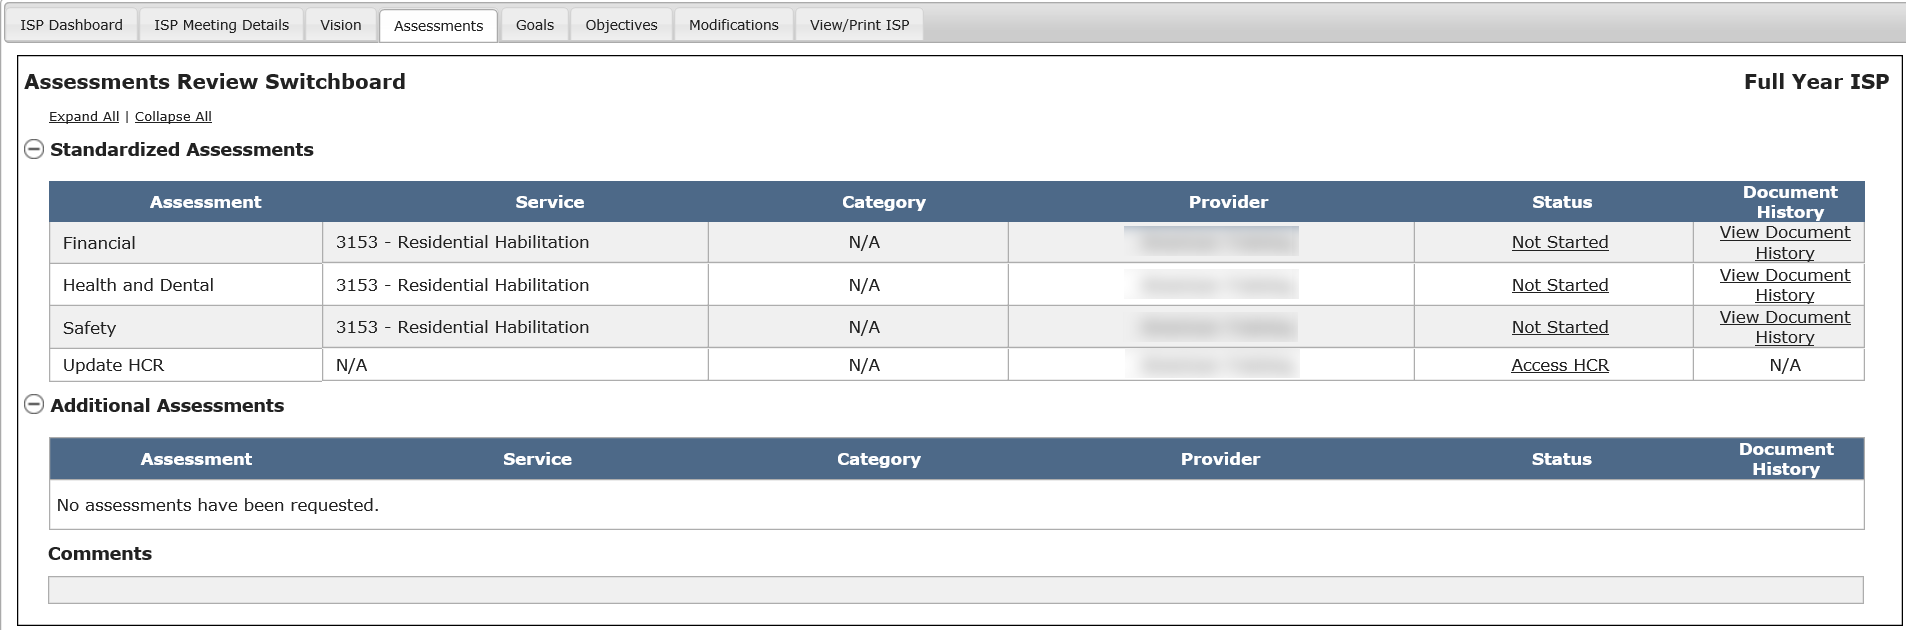 ISP Dashboard ISP Meeting Details Vision Assessments Goals Objectives Modifications View/Print ISP
Assessments Review Switchboard Full Year ISP
Expand All | Collapse All
Standardized Assessments
Assessment Service Category Provider Status Document History
Financial 3153 - Residential Habilitation N/A Not Started View Document History
Health and Dental 3153 - Residential Habilitation N/A Not Started View Document History
Safety 3153 - Residential Habilitation N/A Not Started View Document History
Update HCR N/A N/A Access HCR N/A
Additional Assessments
Assessment Service Category Provider Status Document History
No assessments have been requested.
Comments